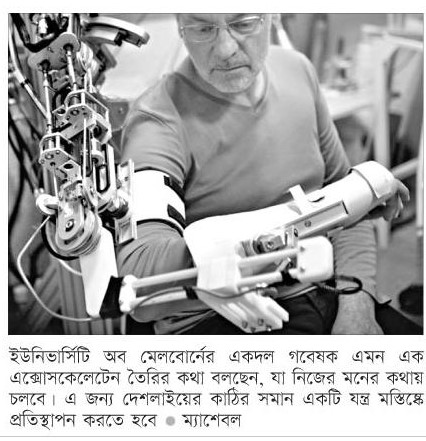 ইউনিভার্সিটি অব মেলবোর্নের একদল গবেষক এমন এক
এক্সোসকেলেটেন তৈরির কথা বলছেন, যা নিজের মনের কথায়
চলবে। এ জন্য দেশলাইয়ের কাঠির সমান একটি যন্ত্র মস্তিষ্কে
প্রতিস্থাপন করতে হবে ● ম্যাশেবল